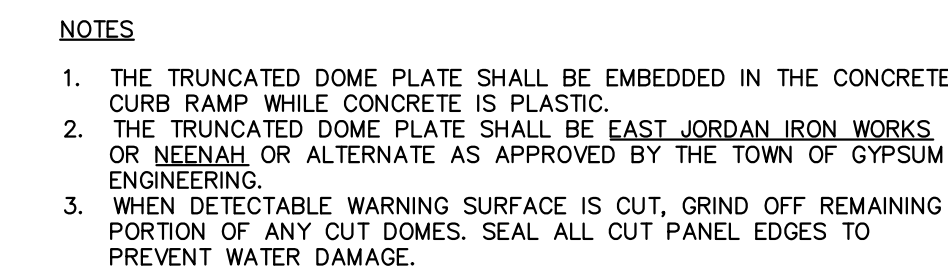 NOTES
1. THE TRUNCATED DOME PLATE SHALL BE EMBEDDED IN THE CONCRETE
CURB RAMP WHILE CONCRETE IS PLASTIC.
2. THE TRUNCATED DOME PLATE SHALL BE EAST JORDAN IRON WORKS
OR NEENAH OR ALTERNATE AS APPROVED BY THE TOWN OF GYPSUM
ENGINEERING.
3. WHEN DETECTABLE WARNING SURFACE IS CUT, GRIND OFF REMAINING
PORTION OF ANY CUT DOMES. SEAL ALL CUT PANEL EDGES TO
PREVENT WATER DAMAGE.